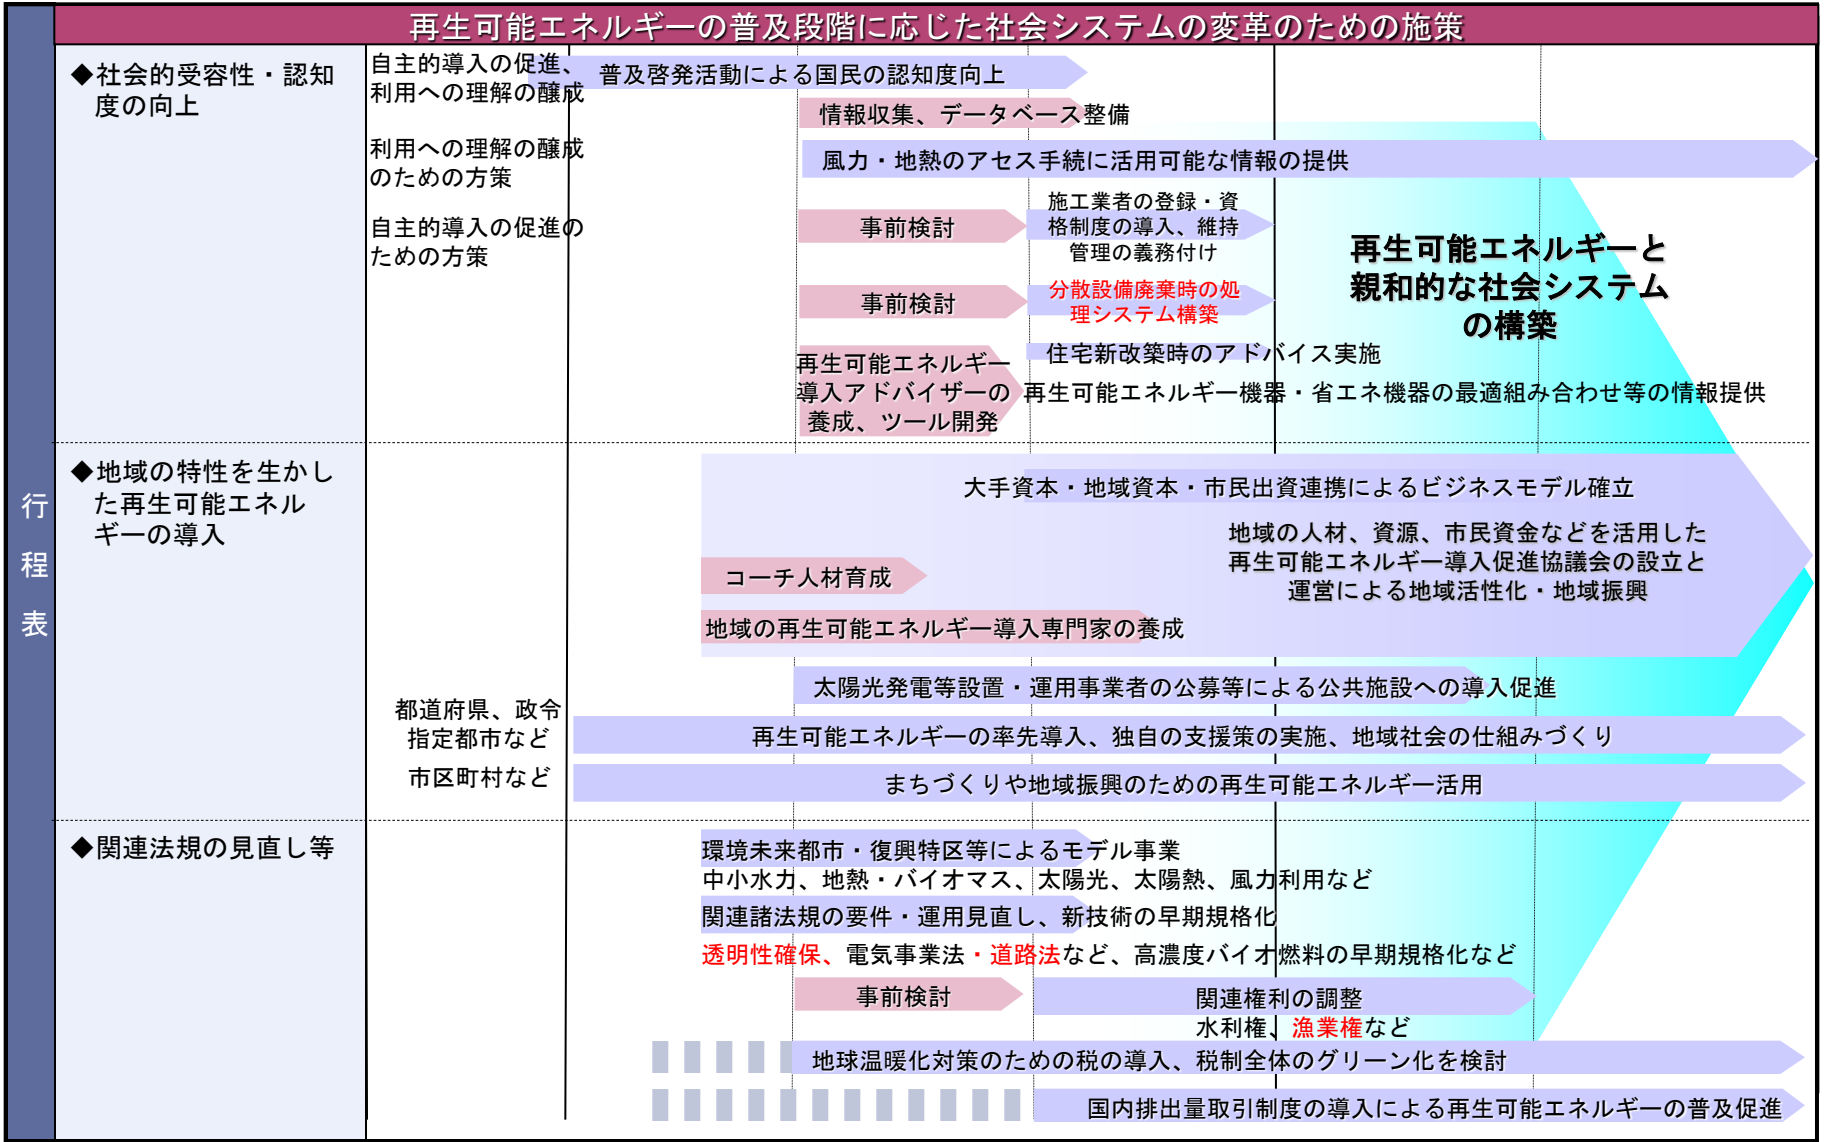 再生可能エネルギーの普及段階に応じた社会システムの変革のための施策
行
程
表
◆社会的受容性・認知
度の向上
自主的導入の促進、
利用への理解の醸成
普及啓発活動による国民の認知度向上
情報収集、データベース整備
利用への理解の醸成
のための方策
風力・地熱のアセス手続に活用可能な情報の提供
自主的導入の促進の
ための方策
事前検討
施工業者の登録・資
格制度の導入、維持
管理の義務付け
事前検討
分散設備廃棄時の処
理システム構築
再生可能エネルギー
導入アドバイザーの
養成、ツール開発
住宅新改築時のアドバイス実施
再生可能エネルギー機器・省エネ機器の最適組み合わせ等の情報提供
再生可能エネルギーと
親和的な社会システム
の構築
◆地域の特性を生かし
た再生可能エネル
ギーの導入
大手資本・地域資本・市民出資連携によるビジネスモデル確立
地域の人材、資源、市民資金などを活用した
再生可能エネルギー導入促進協議会の設立と
運営による地域活性化・地域振興
コーチ人材育成
地域の再生可能エネルギー導入専門家の養成
太陽光発電等設置・運用事業者の公募等による公共施設への導入促進
都道府県、政令
指定都市など
再生可能エネルギーの率先導入、独自の支援策の実施、地域社会の仕組みづくり
市区町村など
まちづくりや地域振興のための再生可能エネルギー活用
◆関連法規の見直し等
環境未来都市・復興特区等によるモデル事業
中小水力、地熱・バイオマス、太陽光、太陽熱、風力利用など
関連諸法規の要件・運用見直し、新技術の早期規格化
透明性確保、電気事業法・道路法など、高濃度バイオ燃料の早期規格化など
事前検討
関連権利の調整
水利権、漁業権など
地球温暖化対策のための税の導入、税制全体のグリーン化を検討
国内排出量取引制度の導入による再生可能エネルギーの普及促進